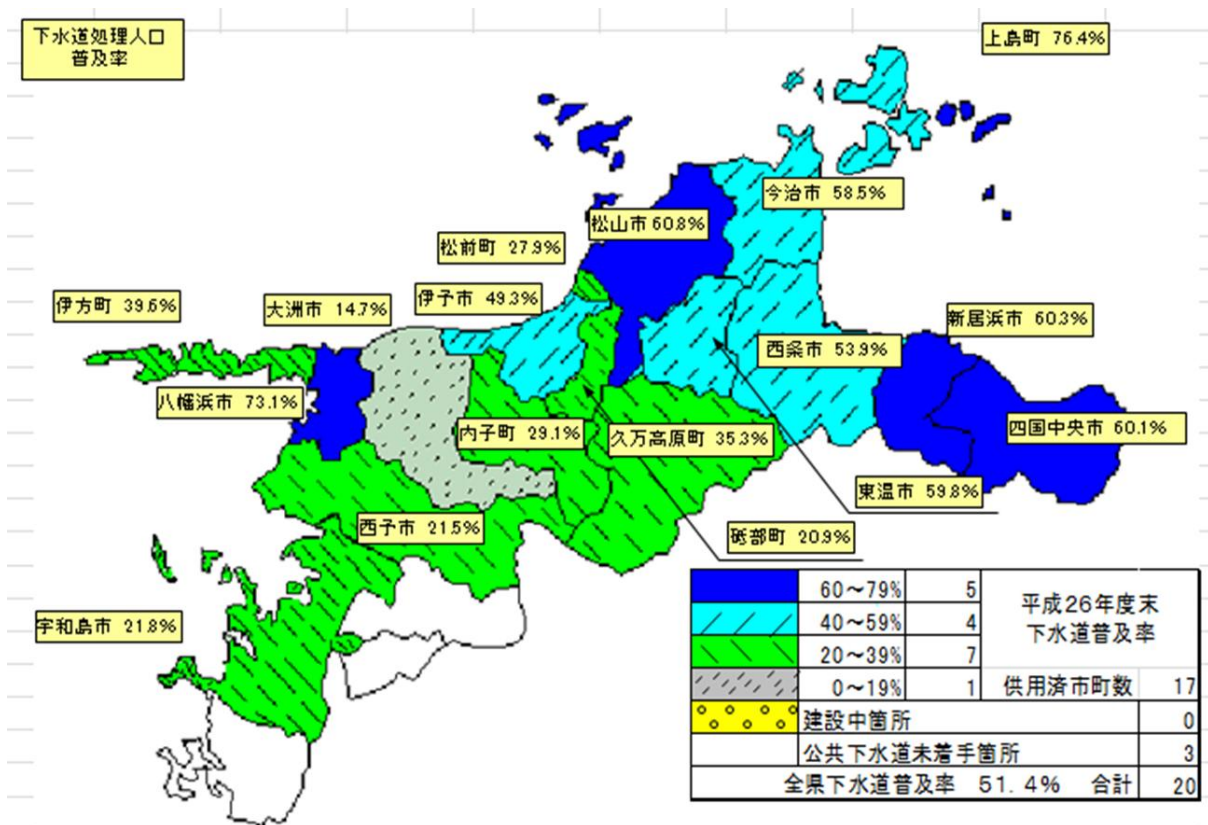 下水道処理人口
普及率
上島町 76.4%
今治市 58.5%
松山市 60.8%
松前町 27.9%
伊予市 49.3%
大洲市 14.7%
伊方町 39.6%
新居浜市 60.3%
西条市 53.9%
八幡浜市 73.1%
内子町 29.1%
久万高原町 35.3%
四国中央市 60.1%
東温市 59.8%
西予市 21.5%
砥部町 20.9%
宇和島市 21.8%
60～79% 5
平成26年度末
下水道普及率
40～59% 4
20～39% 7
0～19% 1
供用済市町数 17
建設中箇所 0
公共下水道未着手箇所 3
全県下水道普及率 51.4% 合計 20